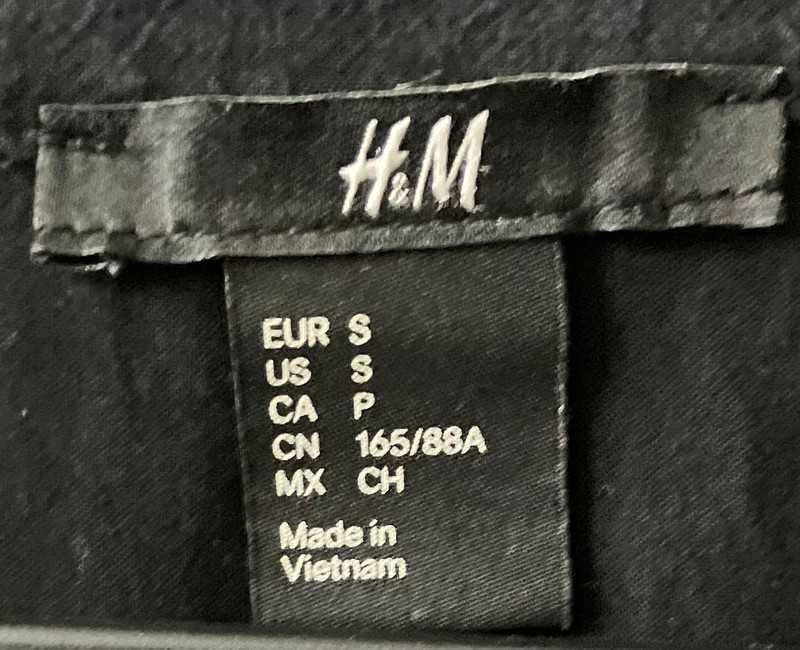 H&M
EUR S
US S
CA P
CN 165/88A
MX CH
Made in
Vietnam